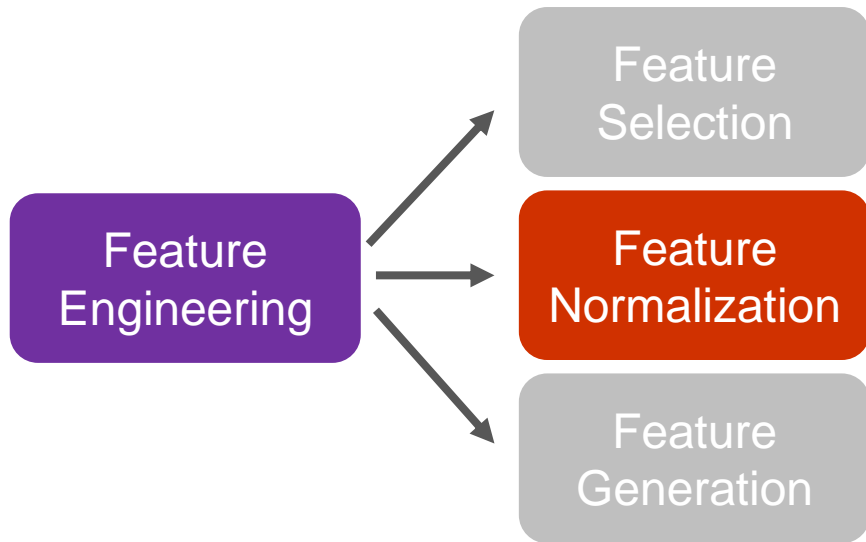 Feature
Selection
Feature
Engineering
Feature
Normalization
Feature
Generation